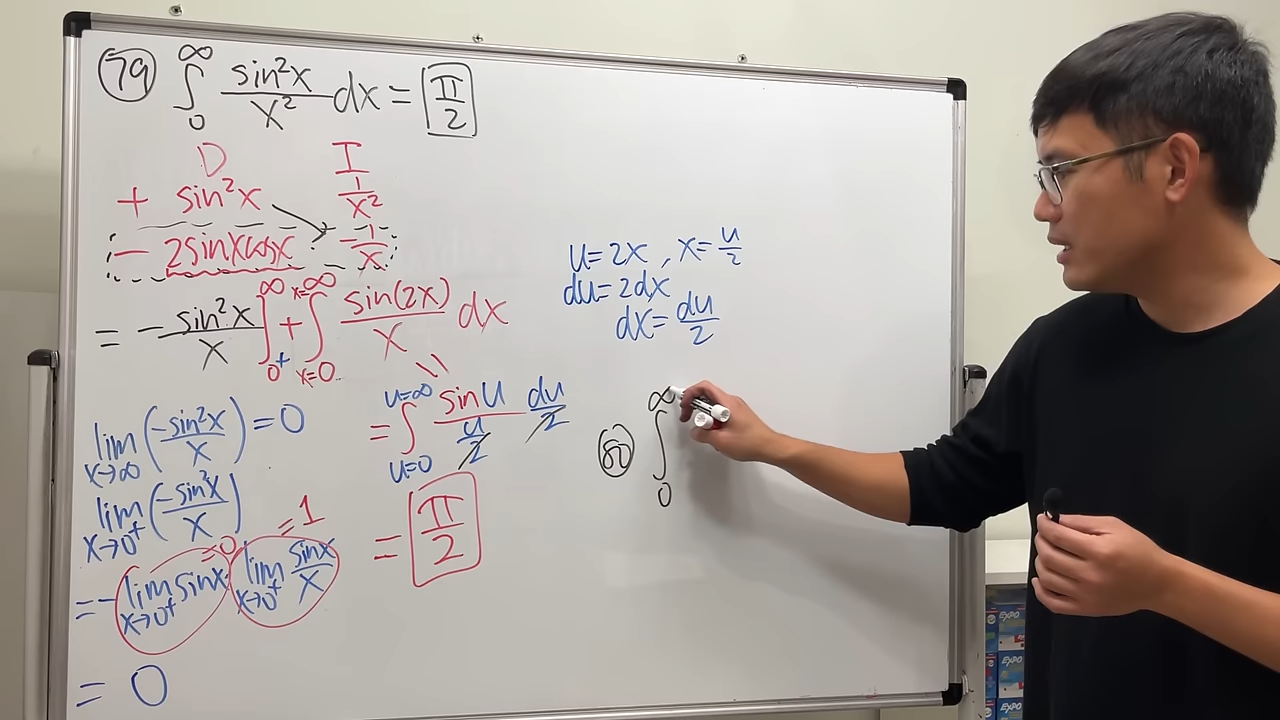 79 ∫₀^∞ sin²x/x² dx = π/2
D I
+ sin²x 1/x²
− 2sinxcosx −1/x
= −sin²x/x ]₀⁺^∞ + ∫ₓ₌₀^ˣ⁼∞ sin(2x)/x dx
lim x→∞ (−sin²x/x) = 0
lim x→0⁺ (−sin²x/x)
= −lim x→0⁺ sinx = 0 lim x→0⁺ sinx/x = 1
= 0
= ∫ᵤ₌₀^ᵘ⁼∞ sinu/(u/2) du/2
= π/2
u=2x, x=u/2
du=2dx
dx=du/2
80 ∫₀^∞
EXPO
EXPO